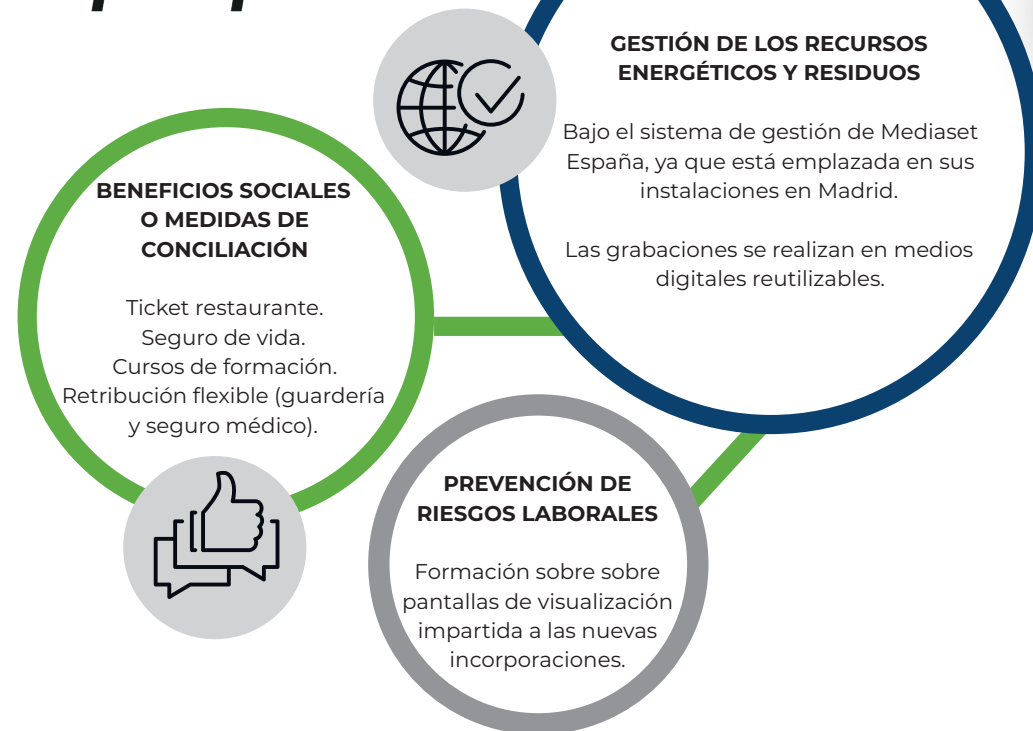 GESTIÓN DE LOS RECURSOS
ENERGÉTICOS Y RESIDUOS
Bajo el sistema de gestión de Mediaset
España, ya que está emplazada en sus
instalaciones en Madrid.
Las grabaciones se realizan en medios
digitales reutilizables.
BENEFICIOS SOCIALES
O MEDIDAS DE
CONCILIACIÓN
Ticket restaurante.
Seguro de vida.
Cursos de formación.
Retribución flexible (guardería
y seguro médico).
PREVENCIÓN DE
RIESGOS LABORALES
Formación sobre sobre
pantallas de visualización
impartida a las nuevas
incorporaciones.